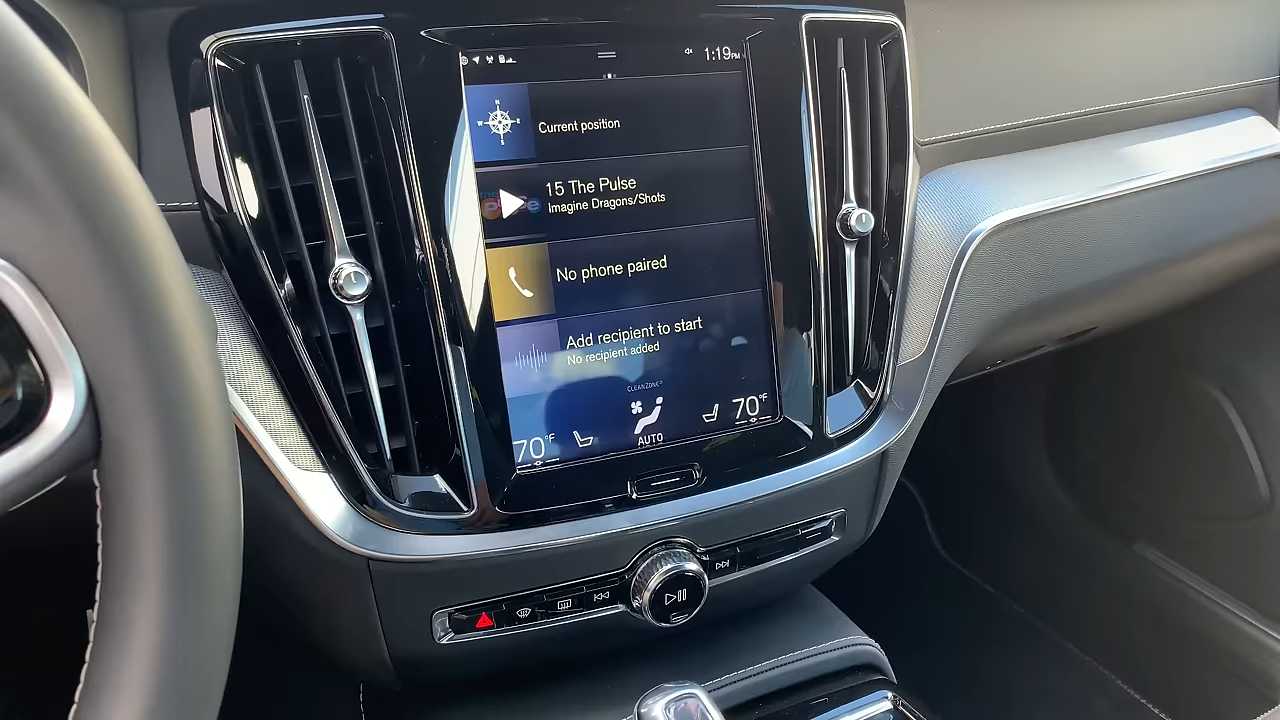 1:19PM
N
W E
S
Current position
15 The Pulse
Imagine Dragons/Shots
No phone paired
Add recipient to start
No recipient added
CLEANZONE®
70°F
70°F
AUTO